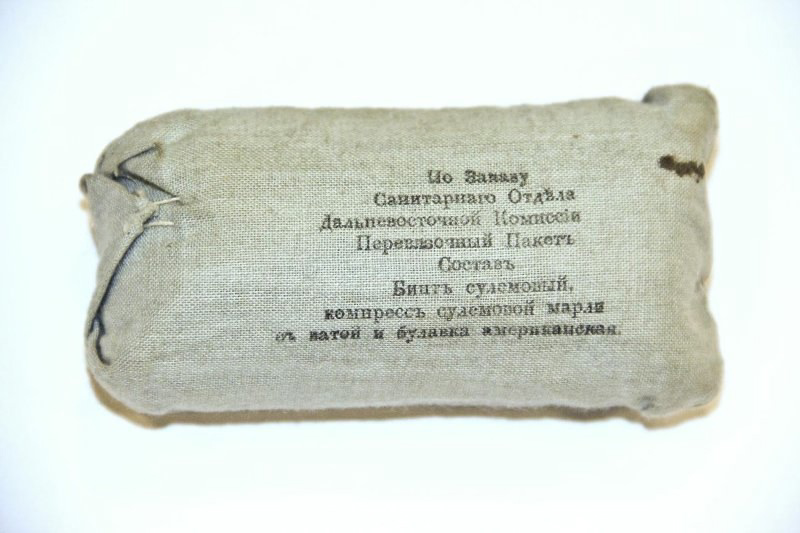 По Заказу
Санитарнаго Отдѣла
Дальневосточной Комиссіи
Перевязочный Пакетъ
Составъ
Бинтъ сулемовый,
компрессъ сулемовой марли
съ ватой и булавка американская.